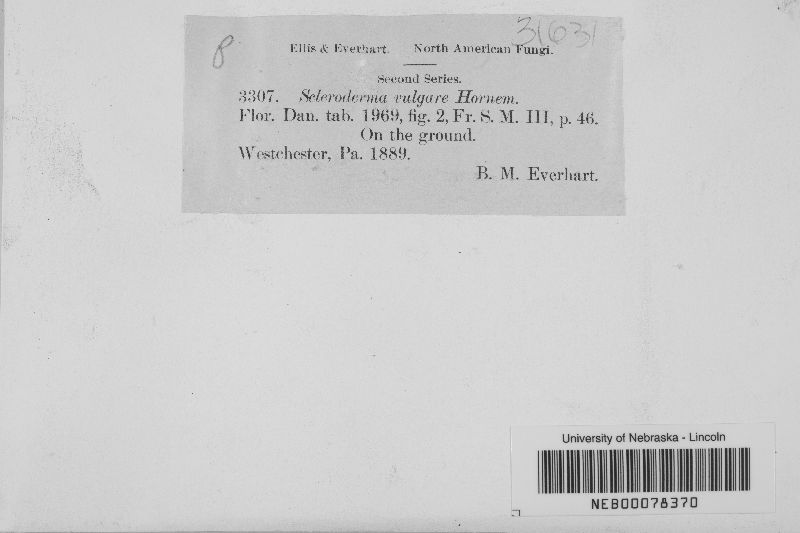 P
31631
Ellis & Everhart. North American Fungi.
Second Series.
3307. Scleroderma vulgare Hornem.
Flor. Dan. tab. 1969, fig. 2, Fr. S. M. III, p. 46.
On the ground.
Westchester, Pa. 1889.
B. M. Everhart.
University of Nebraska - Lincoln
NEB00078370